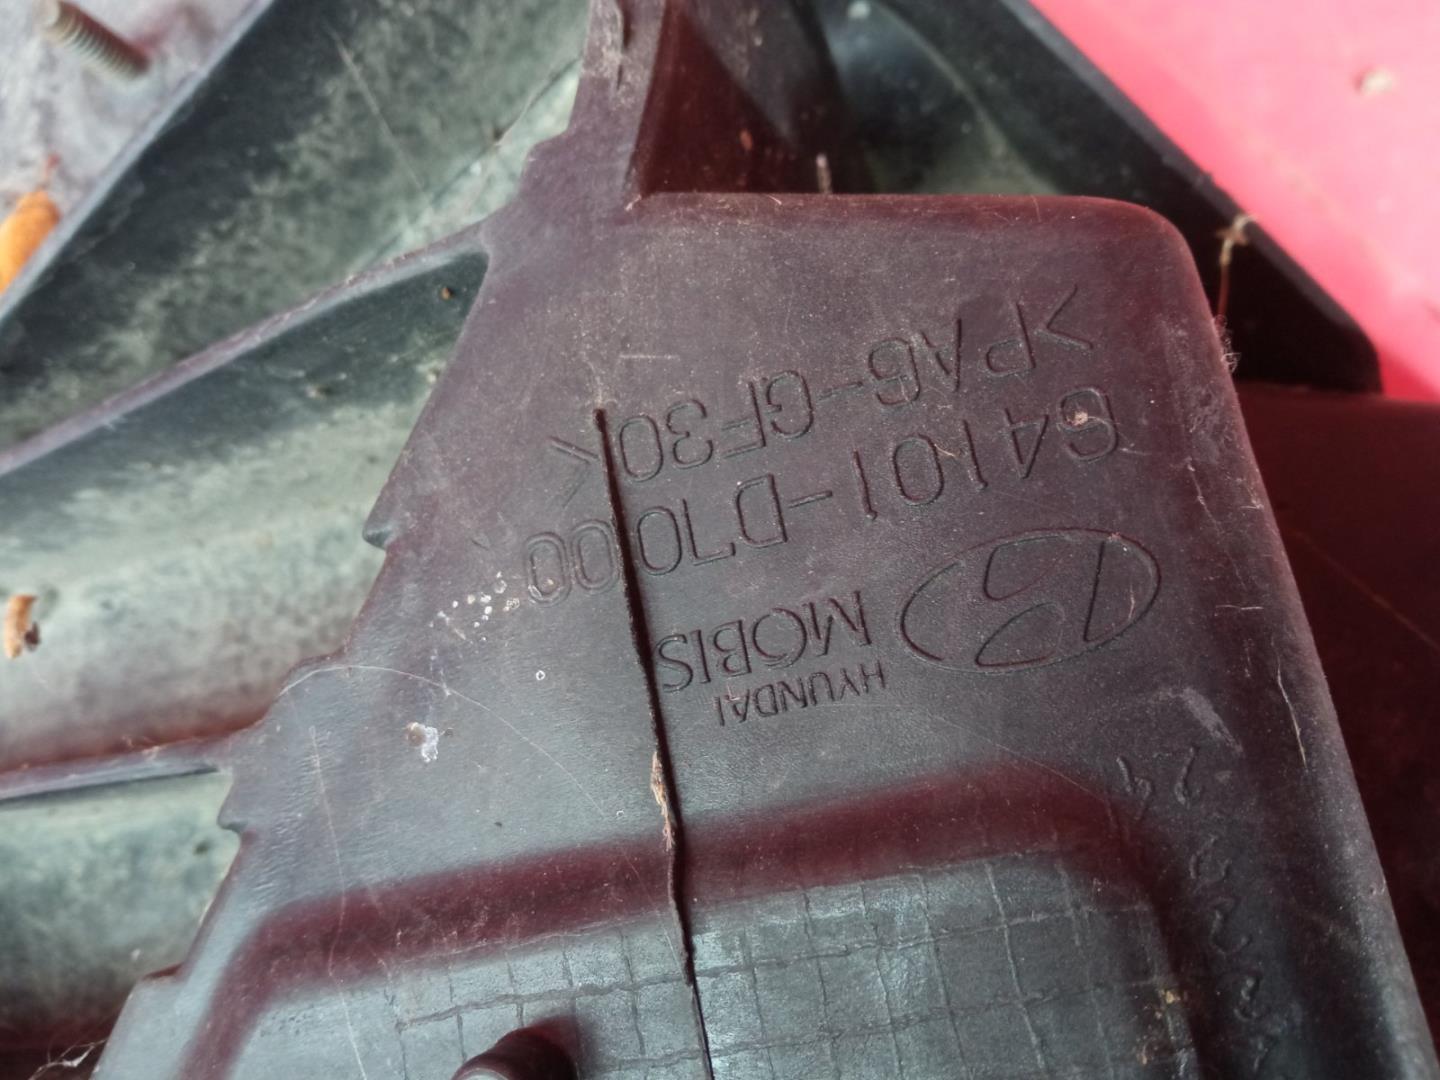 HYUNDAI
MOBIS
64101-D7000
>PA6-GF30<